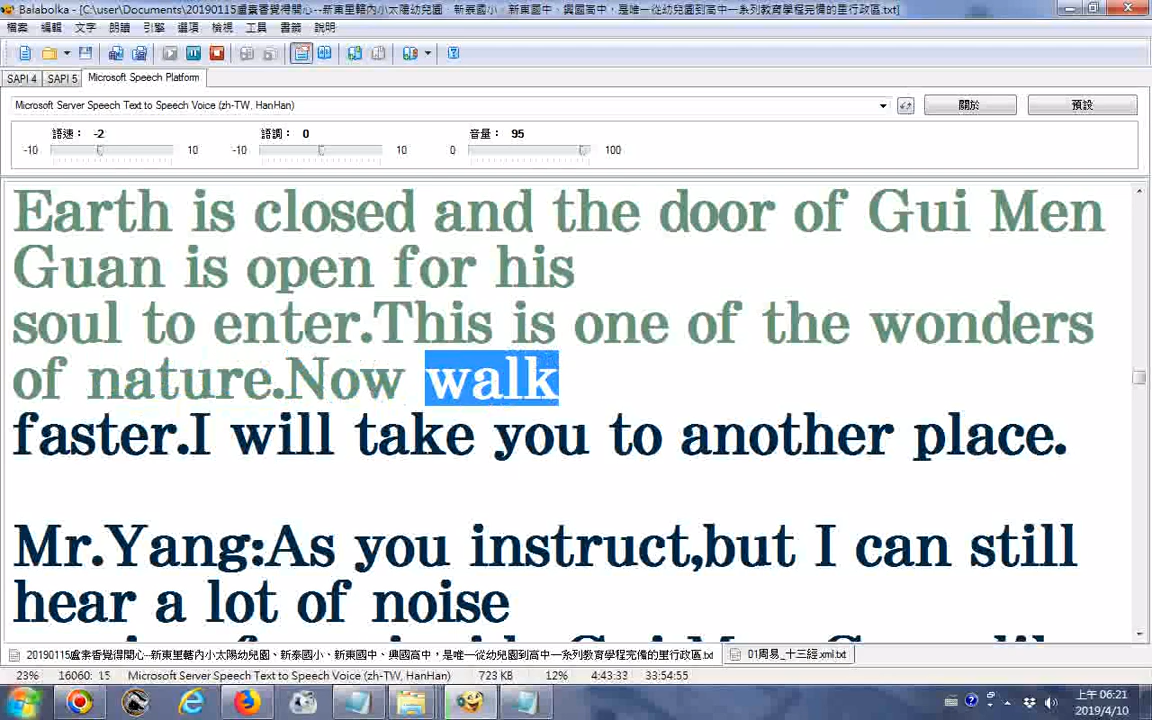 Balabolka - [C:\user\Documents\20190115盧素香覺得開心--新東里轄內小太陽幼兒園、新泰國小、新東國中、興國高中，是唯一從幼兒園到高中一系列教育學程完備的里行政區.txt]
檔案 編輯 文字 朗讀 引擎 選項 檢視 工具 書籤 說明
SAPI 4 SAPI 5 Microsoft Speech Platform
Microsoft Server Speech Text to Speech Voice (zh-TW, HanHan) 關於 預設
語速： -2 語調： 0 音量： 95
-10 10 -10 10 0 100
Earth is closed and the door of Gui Men
Guan is open for his
soul to enter.This is one of the wonders
of nature.Now walk
faster.I will take you to another place.
Mr.Yang:As you instruct,but I can still
hear a lot of noise
20190115盧素香覺得開心--新東里轄內小太陽幼兒園、新泰國小、新東國中、興國高中，是唯一從幼兒園到高中一系列教育學程完備的里行政區.txt 01周易_十三經.xml.txt
23% 16060: 15 Microsoft Server Speech Text to Speech Voice (zh-TW, HanHan) 723 KB 12% 4:43:33 33:54:55
上午 06:21
2019/4/10